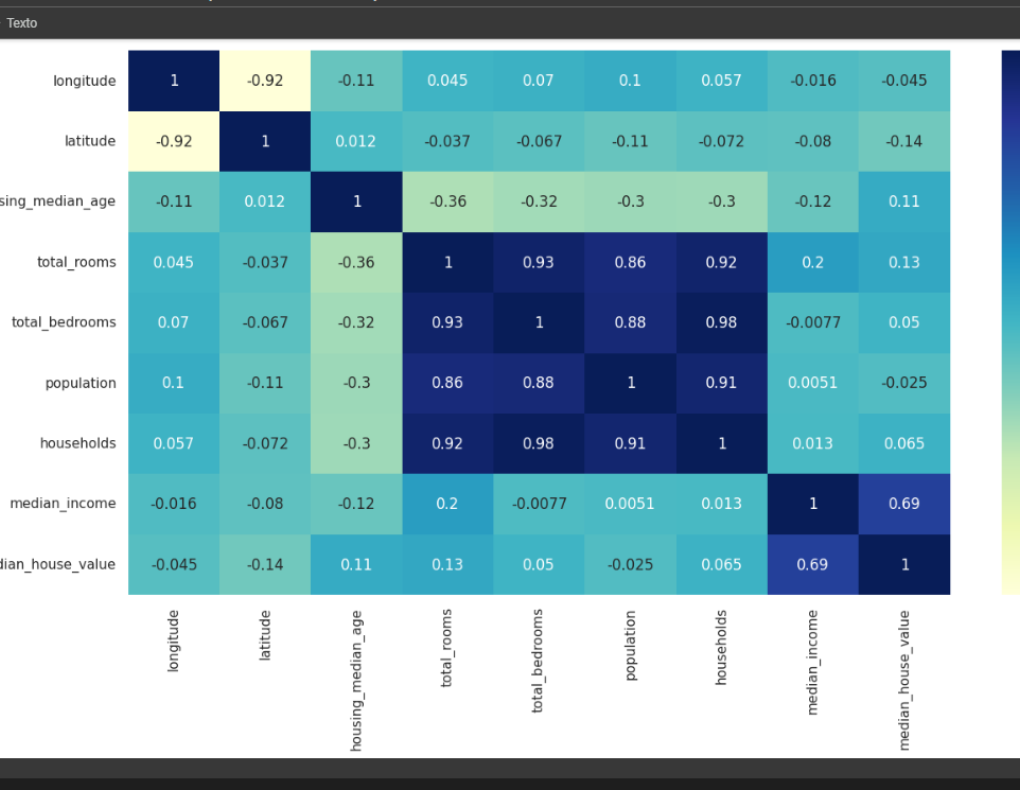 Texto
longitude 1 -0.92 -0.11 0.045 0.07 0.1 0.057 -0.016 -0.045
latitude -0.92 1 0.012 -0.037 -0.067 -0.11 -0.072 -0.08 -0.14
sing_median_age -0.11 0.012 1 -0.36 -0.32 -0.3 -0.3 -0.12 0.11
total_rooms 0.045 -0.037 -0.36 1 0.93 0.86 0.92 0.2 0.13
total_bedrooms 0.07 -0.067 -0.32 0.93 1 0.88 0.98 -0.0077 0.05
population 0.1 -0.11 -0.3 0.86 0.88 1 0.91 0.0051 -0.025
households 0.057 -0.072 -0.3 0.92 0.98 0.91 1 0.013 0.065
median_income -0.016 -0.08 -0.12 0.2 -0.0077 0.0051 0.013 1 0.69
dian_house_value -0.045 -0.14 0.11 0.13 0.05 -0.025 0.065 0.69 1
longitude
latitude
housing_median_age
total_rooms
total_bedrooms
population
households
median_income
median_house_value